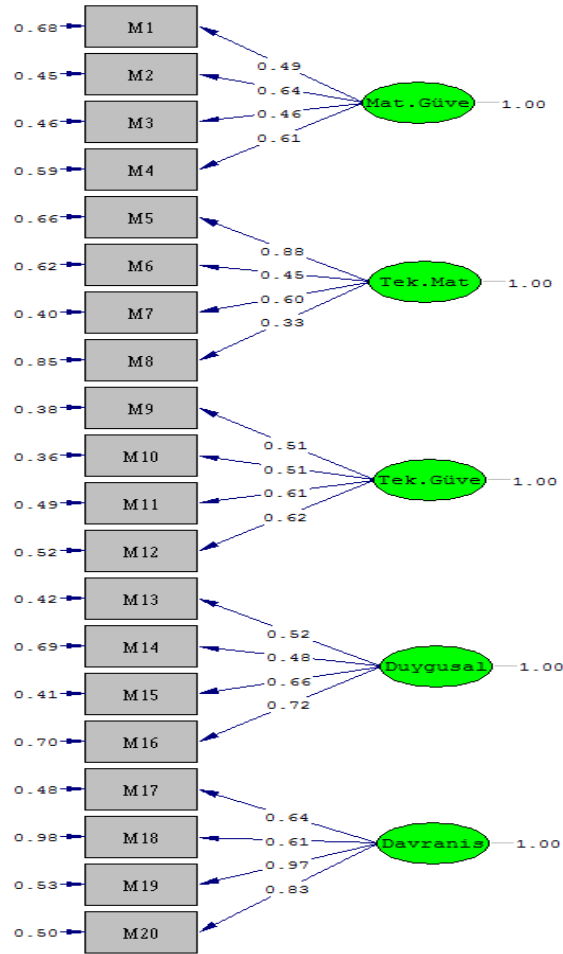 0.68 M1
0.49
0.45 M2
0.64
Mat.Güve 1.00
0.46 M3
0.46
0.61
0.59 M4
0.66 M5
0.88
0.62 M6
0.45
Tek.Mat 1.00
0.40 M7
0.60
0.33
0.85 M8
0.38 M9
0.51
0.36 M10
0.51
Tek.Güve 1.00
0.49 M11
0.61
0.62
0.52 M12
0.42 M13
0.52
0.69 M14
0.48
Duygusal 1.00
0.41 M15
0.66
0.72
0.70 M16
0.48 M17
0.64
0.98 M18
0.61
Davranis 1.00
0.53 M19
0.97
0.83
0.50 M20